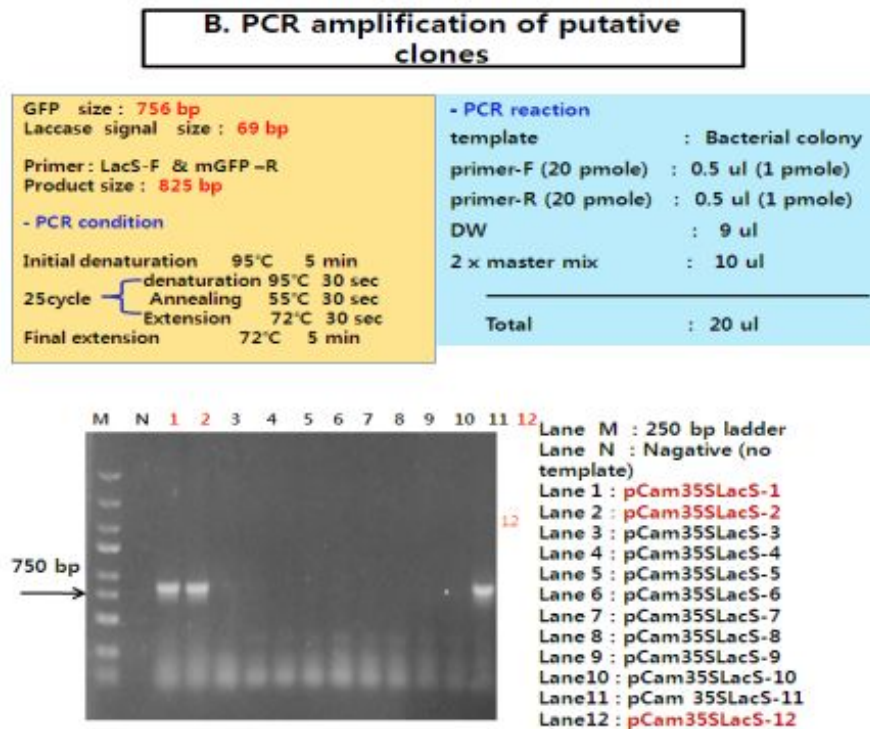 B. PCR amplification of putative
clones
GFP size : 756 bp
Laccase signal size : 69 bp
Primer : LacS-F & mGFP –R
Product size : 825 bp
- PCR condition
Initial denaturation 95℃ 5 min
denaturation 95℃ 30 sec
25cycle Annealing 55℃ 30 sec
Extension 72℃ 30 sec
Final extension 72℃ 5 min
- PCR reaction
template : Bacterial colony
primer-F (20 pmole) : 0.5 ul (1 pmole)
primer-R (20 pmole) : 0.5 ul (1 pmole)
DW : 9 ul
2 x master mix : 10 ul
Total : 20 ul
M N 1 2 3 4 5 6 7 8 9 10 11 12
12
750 bp
Lane M : 250 bp ladder
Lane N : Nagative (no
template)
Lane 1 : pCam35SLacS-1
Lane 2 : pCam35SLacS-2
Lane 3 : pCam35SLacS-3
Lane 4 : pCam35SLacS-4
Lane 5 : pCam35SLacS-5
Lane 6 : pCam35SLacS-6
Lane 7 : pCam35SLacS-7
Lane 8 : pCam35SLacS-8
Lane 9 : pCam35SLacS-9
Lane10 : pCam35SLacS-10
Lane11 : pCam 35SLacS-11
Lane12 : pCam35SLacS-12